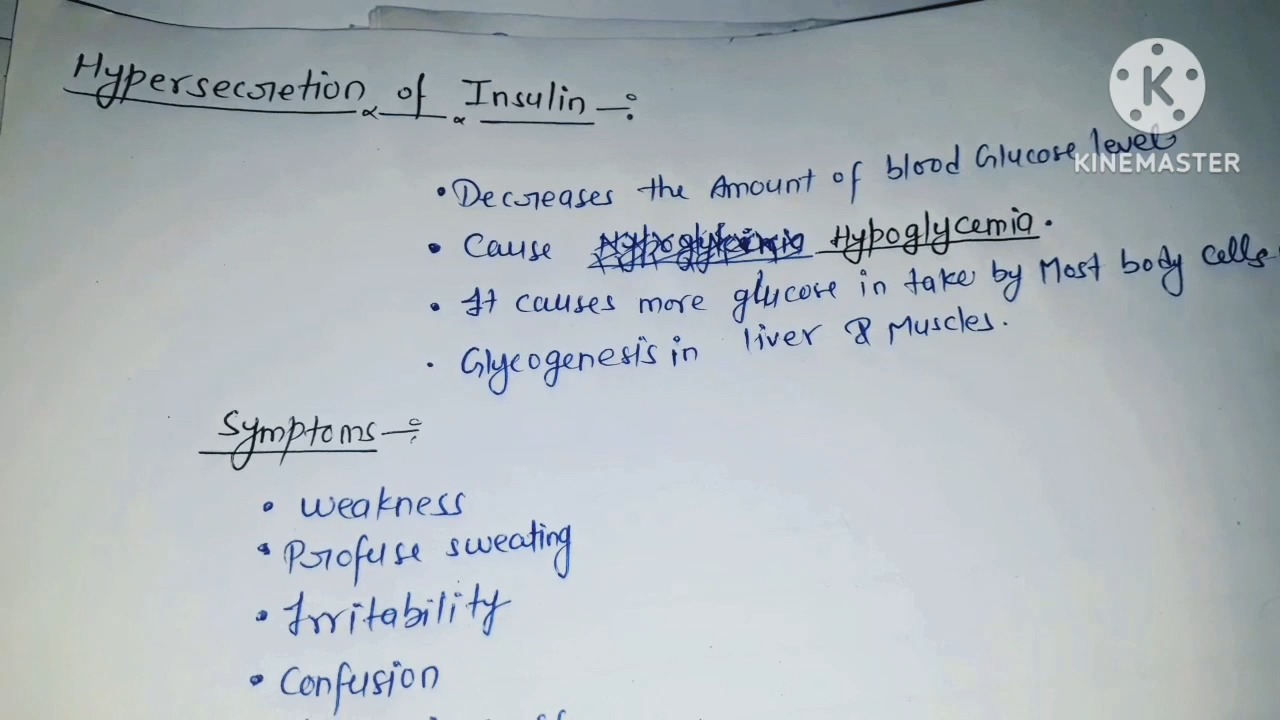 Hypersecretion of Insulin -:
KINEMASTER
• Decreases the Amount of blood Glucose level
• Cause Hypoglycemia.
• It causes more glucose in take by Most body cells
• Glycogenesis in liver & Muscles.
Symptoms -:
• weakness
• Profuse sweating
• Irritability
• Confusion